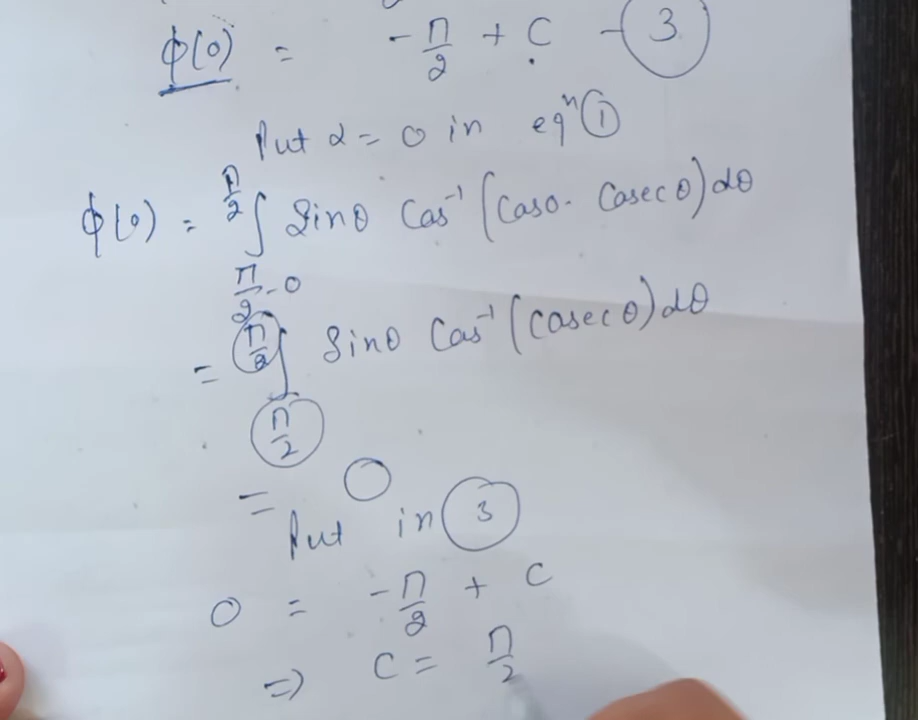 φ(0) = -π/2 + C - ③
Put α = 0 in eqⁿ ①
φ(0) = π/2 ∫ π/2-0 Sinθ Cos⁻¹ (Cos0. Cosecθ) dθ
= π/2 ∫ π/2 Sinθ Cos⁻¹ (Cosecθ) dθ
= 0
Put in ③
0 = -π/2 + C
=> C = π/2